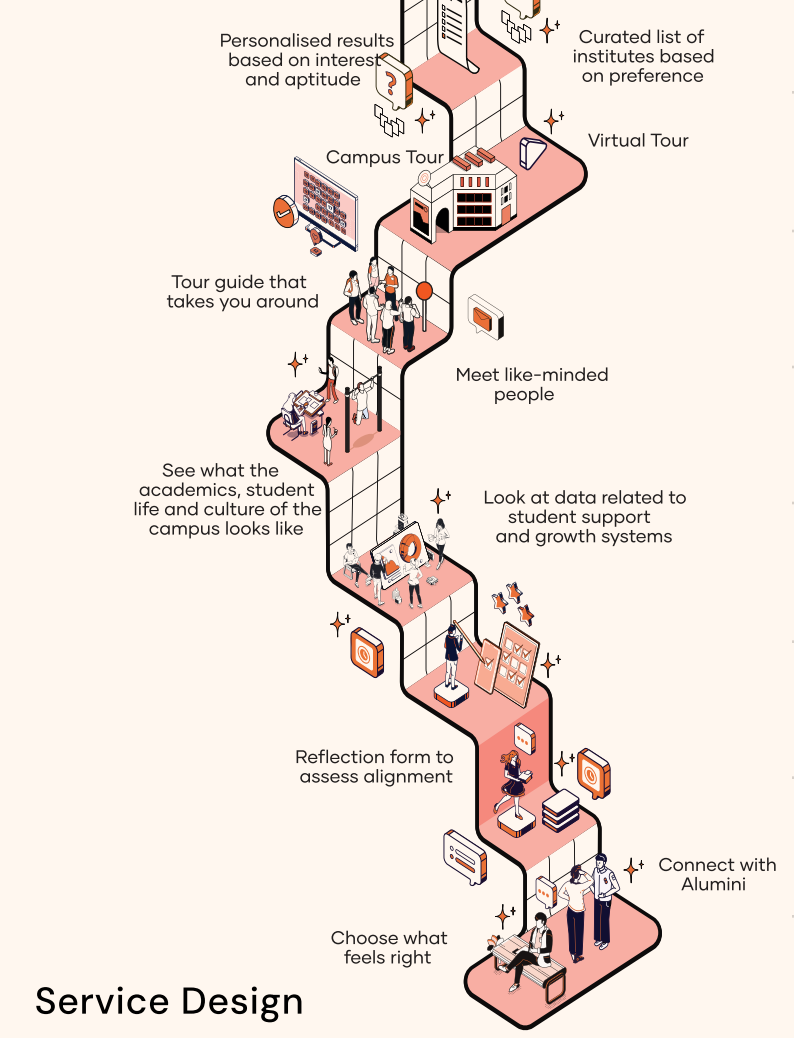 Personalised results
based on interest
and aptitude
Curated list of
institutes based
on preference
Virtual Tour
Campus Tour
Tour guide that
takes you around
Meet like-minded
people
See what the
academics, student
life and culture of the
campus looks like
Look at data related to
student support
and growth systems
Reflection form to
assess alignment
Connect with
Alumini
Choose what
feels right
Service Design